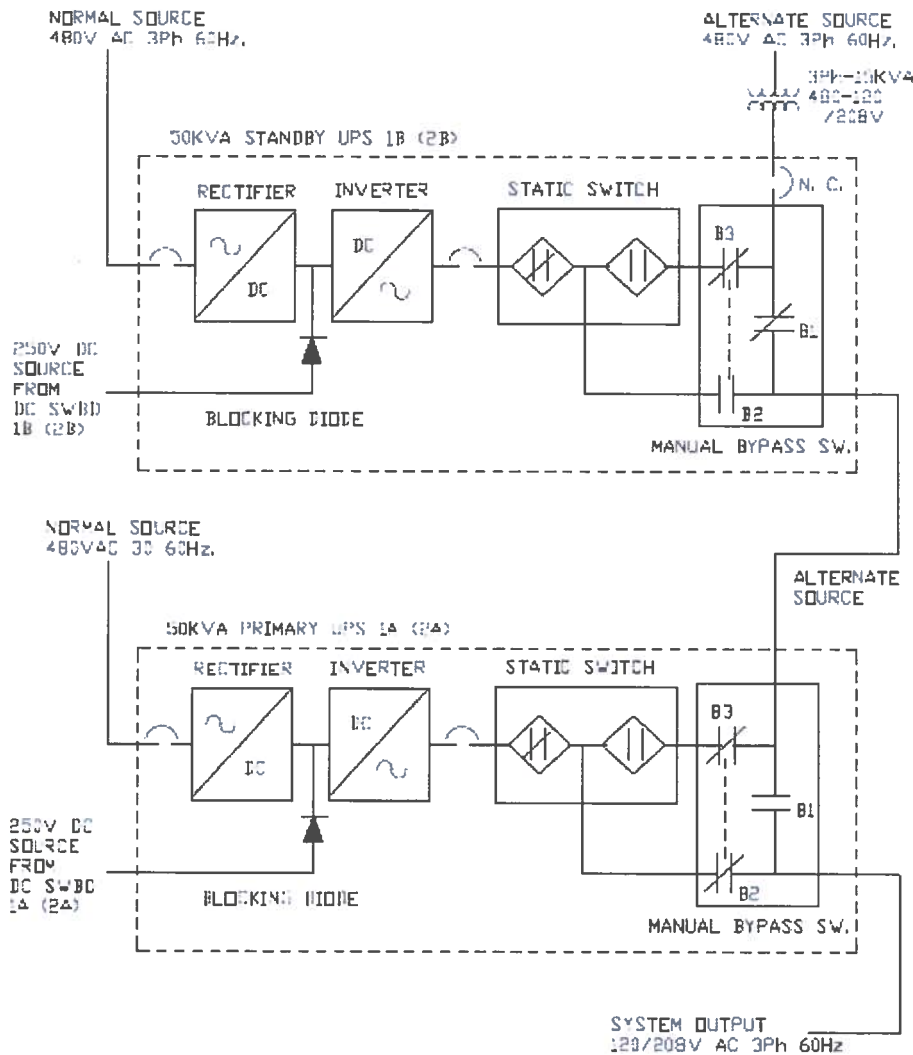 NORMAL SOURCE
480V AC 3Ph 60Hz.
ALTERNATE SOURCE
480V AC 3Ph 60Hz.
3Ph-15KVA
480-120
/208V
50KVA STANDBY UPS 1B (2B)
N. C.
RECTIFIER
INVERTER
STATIC SWITCH
B3
DC
DC
B1
250V DC
SOURCE
FROM
DC SWBD
1B (2B)
BLOCKING DIODE
B2
MANUAL BYPASS SW.
NORMAL SOURCE
480VAC 30 60Hz.
ALTERNATE
SOURCE
50KVA PRIMARY UPS 1A (2A)
RECTIFIER
INVERTER
STATIC SWITCH
B3
DC
DC
B1
250V DC
SOURCE
FROM
DC SWBD
1A (2A)
BLOCKING DIODE
B2
MANUAL BYPASS SW.
SYSTEM OUTPUT
120/208V AC 3Ph 60Hz